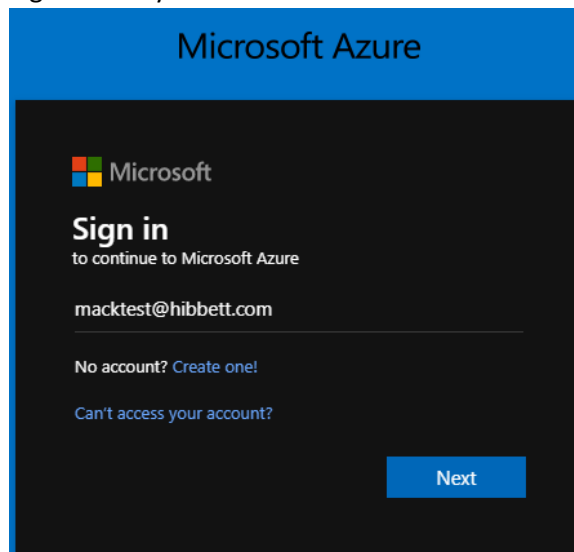 Microsoft Azure
Microsoft
Sign in
to continue to Microsoft Azure
macktest@hibbett.com
No account? Create one!
Can't access your account?
Next